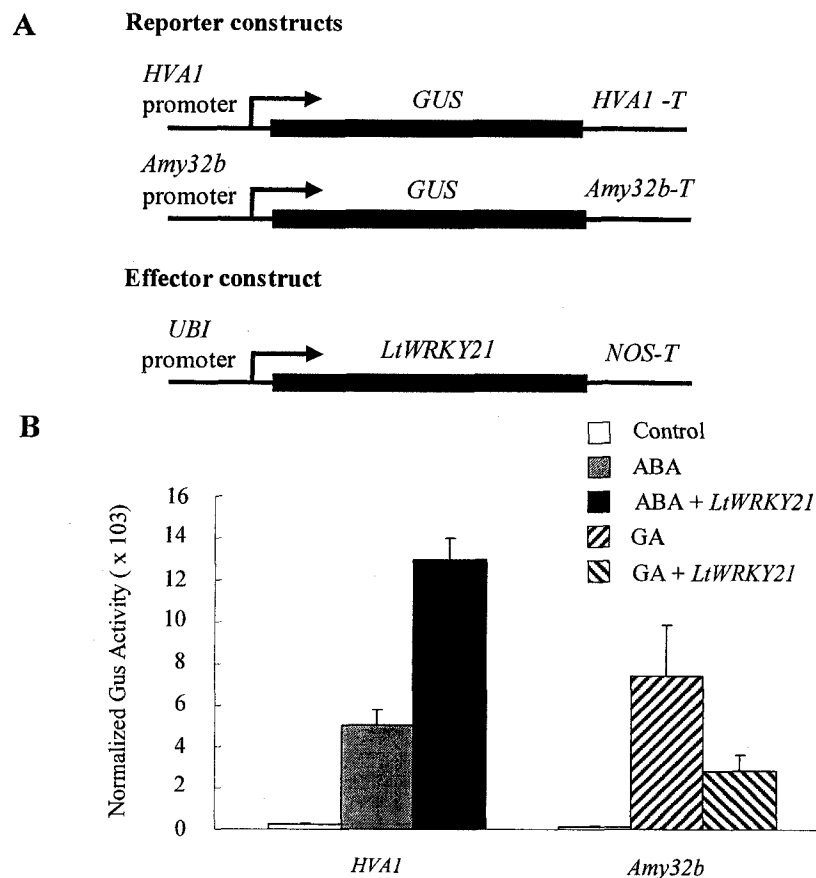 A
Reporter constructs
HVA1
promoter
GUS
HVA1 -T
Amy32b
promoter
GUS
Amy32b-T
Effector construct
UBI
promoter
LtWRKY21
NOS-T
B
Control
ABA
ABA + LtWRKY21
GA
GA + LtWRKY21
Normalized Gus Activity ( x 103)
16
14
12
10
8
6
4
2
0
HVA1
Amy32b